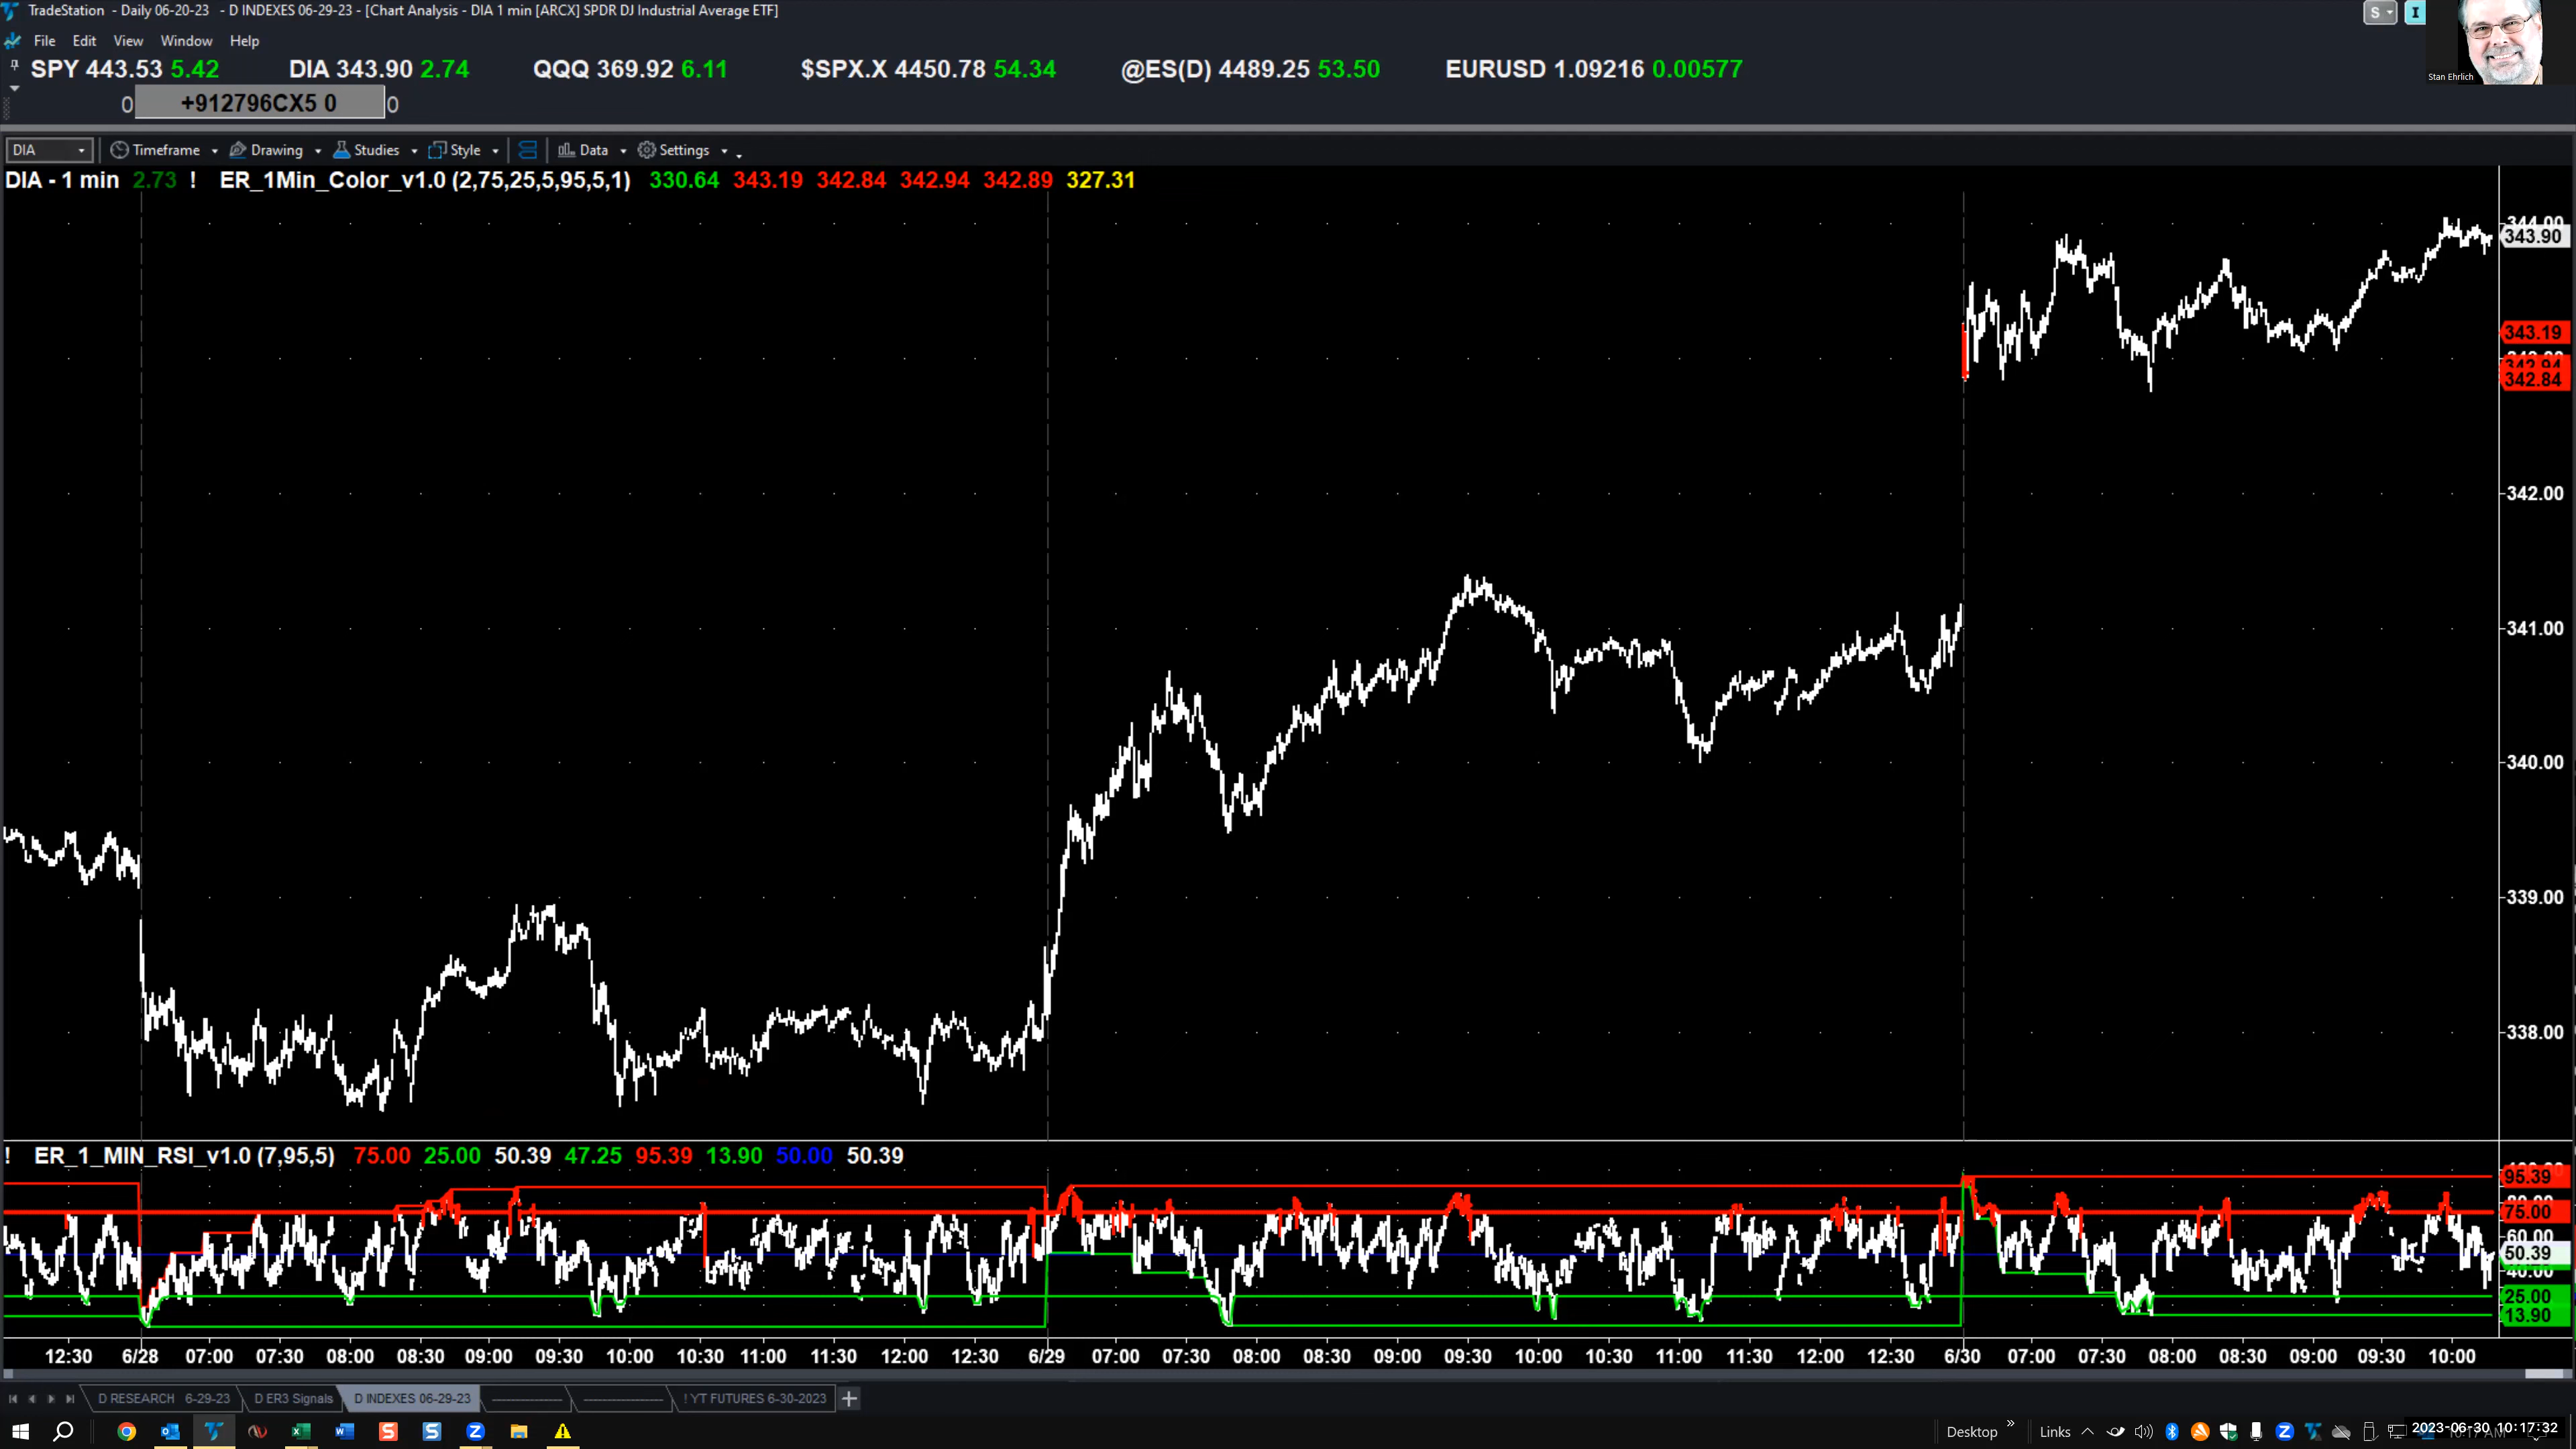 TradeStation - Daily 06-20-23 - D INDEXES 06-29-23 - [Chart Analysis - DIA 1 min [ARCX] SPDR DJ Industrial Average ETF]
S
I
File Edit View Window Help
SPY 443.53 5.42 DIA 343.90 2.74 QQQ 369.92 6.11 $SPX.X 4450.78 54.34 @ES(D) 4489.25 53.50 EURUSD 1.09216 0.00577
Stan Ehrlich
0 +912796CX5 0 0
DIA Timeframe Drawing Studies Style Data Settings
DIA - 1 min 2.73 ! ER_1Min_Color_v1.0 (2,75,25,5,95,5,1) 330.64 343.19 342.84 342.94 342.89 327.31
344.00
343.90
343.19
342.94
342.84
342.00
341.00
340.00
339.00
338.00
! ER_1_MIN_RSI_v1.0 (7,95,5) 75.00 25.00 50.39 47.25 95.39 13.90 50.00 50.39
95.39
75.00
60.00
50.39
40.00
25.00
13.90
12:30 6/28 07:00 07:30 08:00 08:30 09:00 09:30 10:00 10:30 11:00 11:30 12:00 12:30 6/29 07:00 07:30 08:00 08:30 09:00 09:30 10:00 10:30 11:00 11:30 12:00 12:30 6/30 07:00 07:30 08:00 08:30 09:00 09:30 10:00
D RESEARCH 6-29-23 D ER3 Signals D INDEXES 06-29-23 ! YT FUTURES 6-30-2023
Desktop Links 2023-06-30 10:17:32